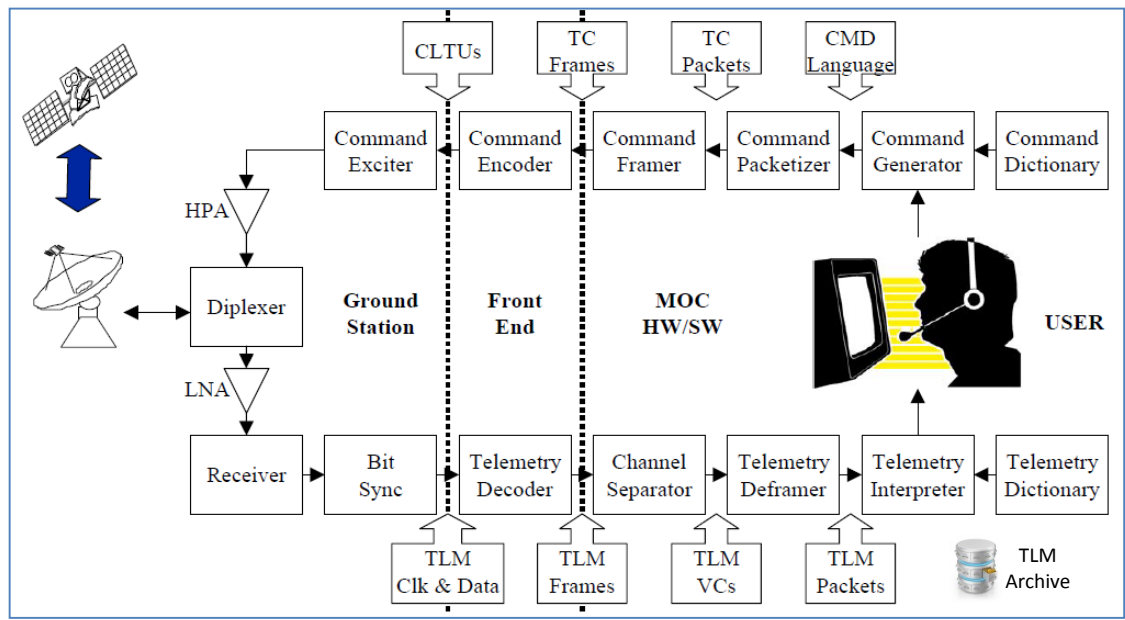 CLTUs
TC
Frames
TC
Packets
CMD
Language
Command
Exciter
Command
Encoder
Command
Framer
Command
Packetizer
Command
Generator
Command
Dictionary
HPA
Diplexer
Ground
Station
Front
End
MOC
HW/SW
USER
LNA
Receiver
Bit
Sync
Telemetry
Decoder
Channel
Separator
Telemetry
Deframer
Telemetry
Interpreter
Telemetry
Dictionary
TLM
Clk & Data
TLM
Frames
TLM
VCs
TLM
Packets
TLM
Archive